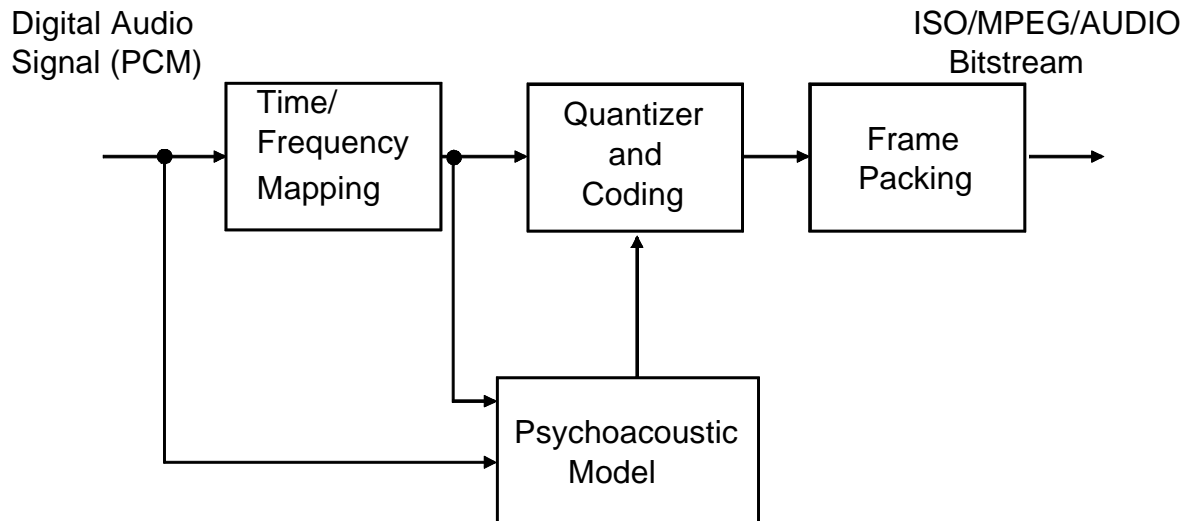 Digital Audio
Signal (PCM)
ISO/MPEG/AUDIO
Bitstream
Time/
Frequency
Mapping
Quantizer
and
Coding
Frame
Packing
Psychoacoustic
Model